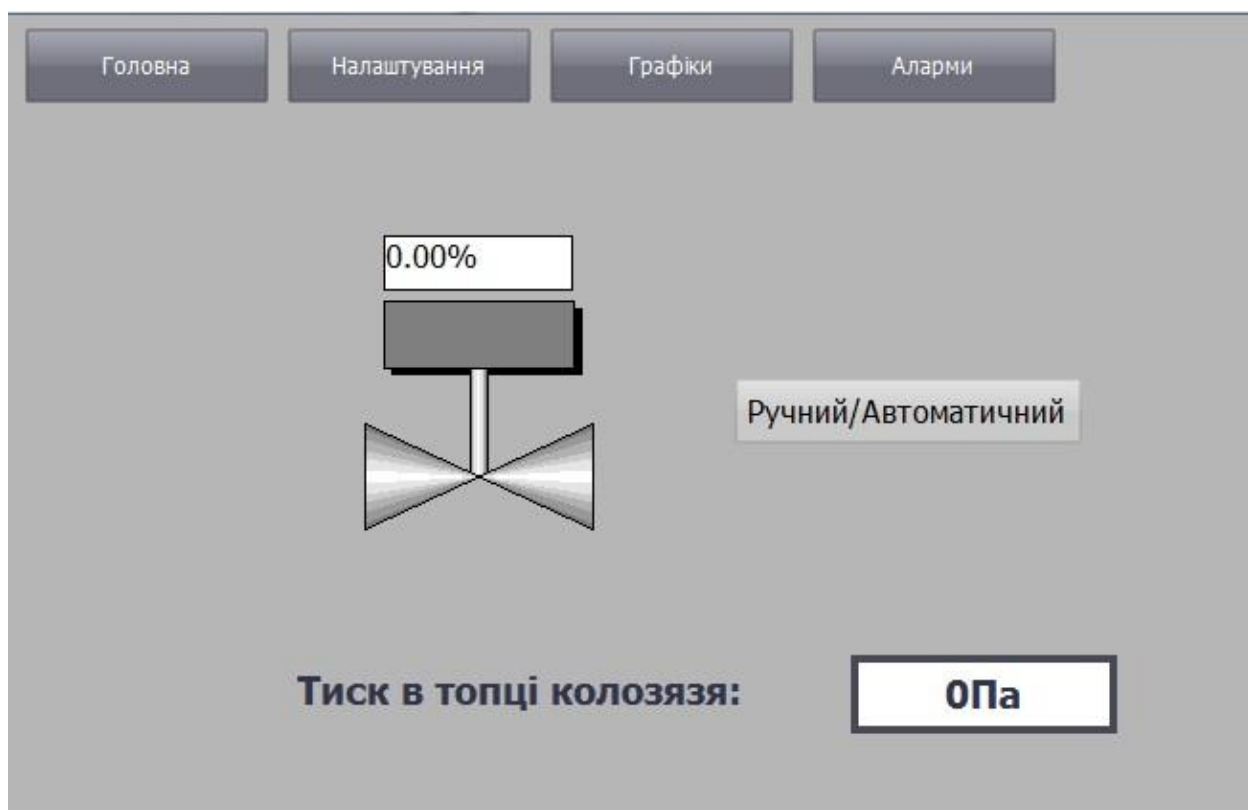 Головна
Налаштування
Графіки
Аларми
0.00%
Ручний/Автоматичний
Тиск в топці колозязя:
0Па